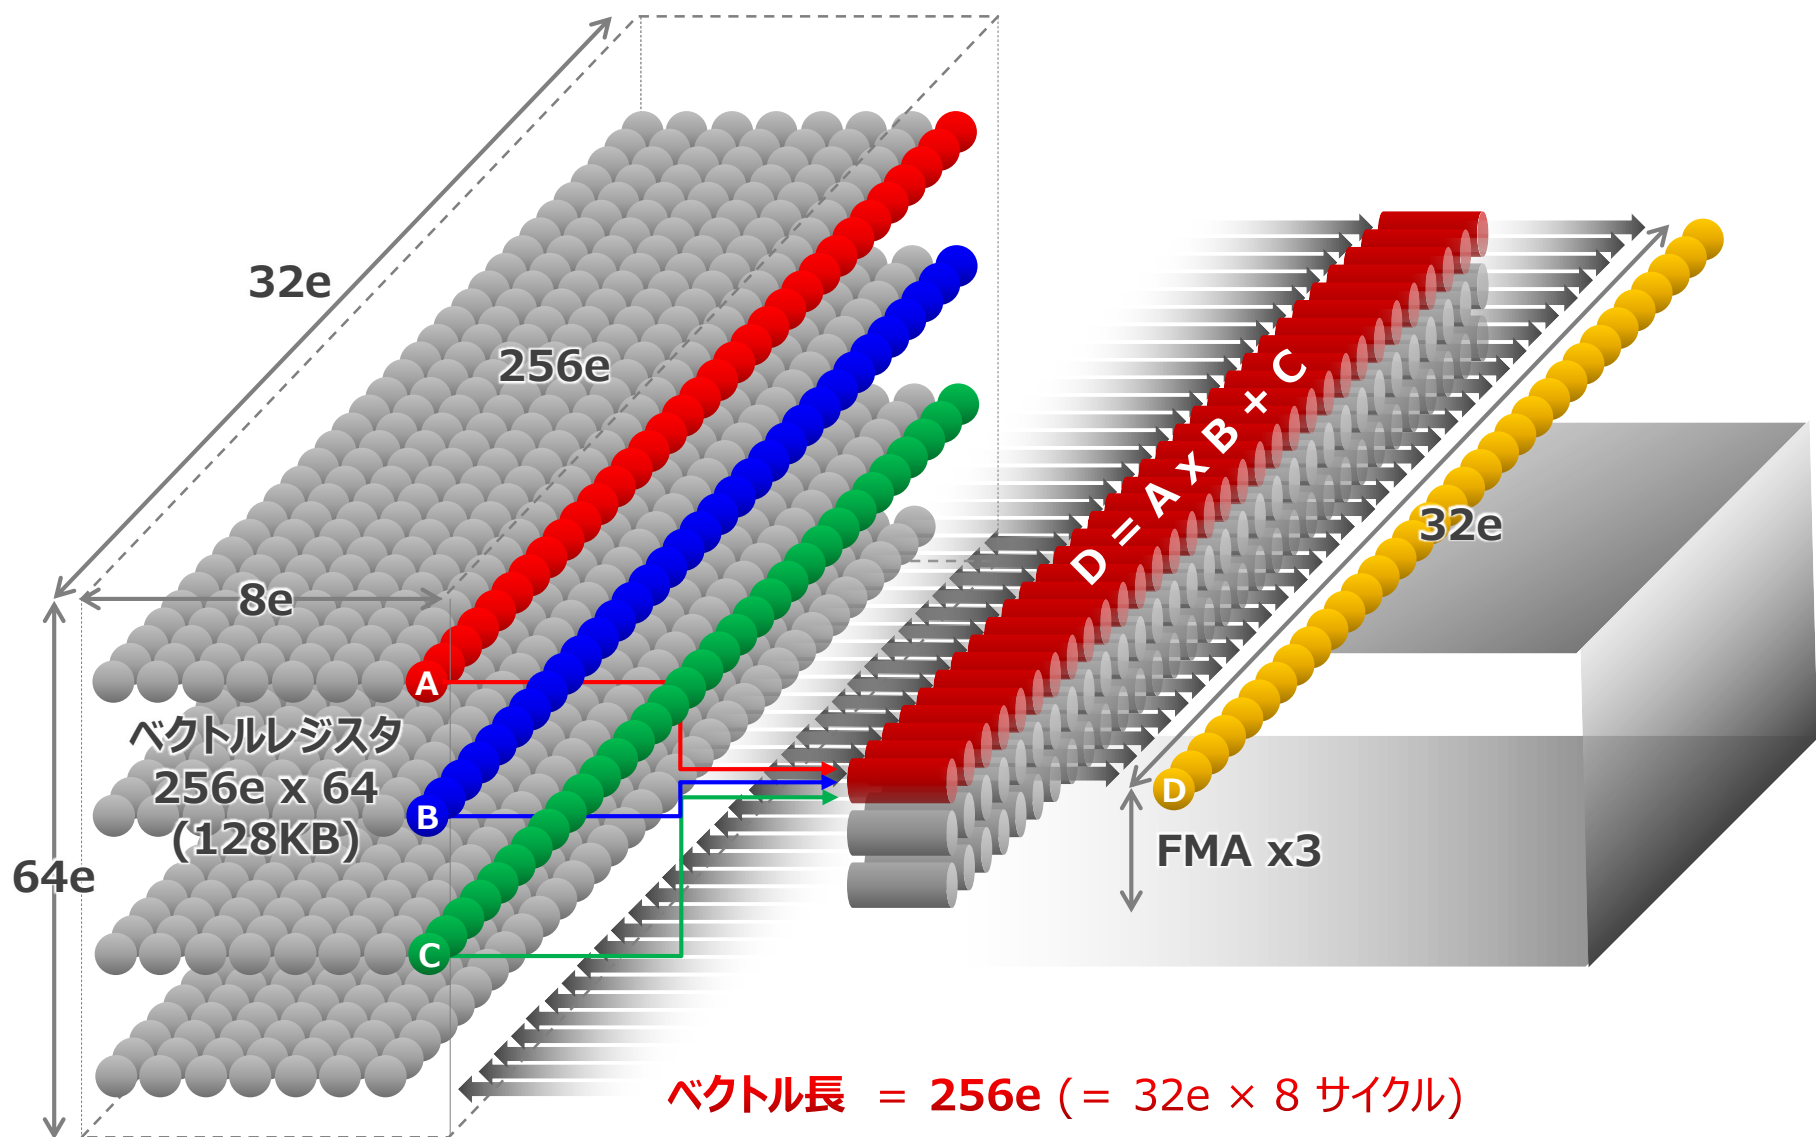 32e
256e
8e
A
ベクトルレジスタ
256e x 64
(128KB)
B
64e
C
D = A x B + C
32e
D
FMA x3
ベクトル長 = 256e (= 32e × 8 サイクル)